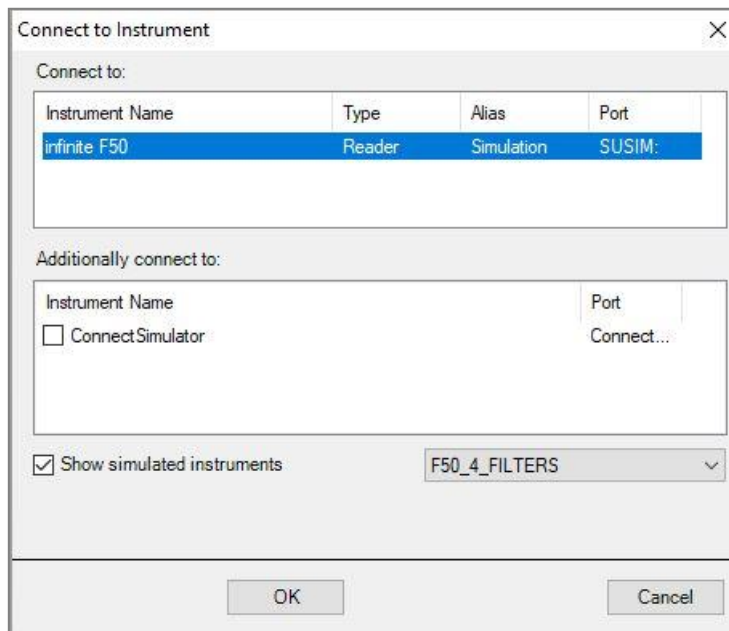 Connect to Instrument
Connect to:
Instrument Name Type Alias Port
infinite F50 Reader Simulation SUSIM:
Additionally connect to:
Instrument Name Port
ConnectSimulator Connect...
Show simulated instruments F50_4_FILTERS
OK Cancel